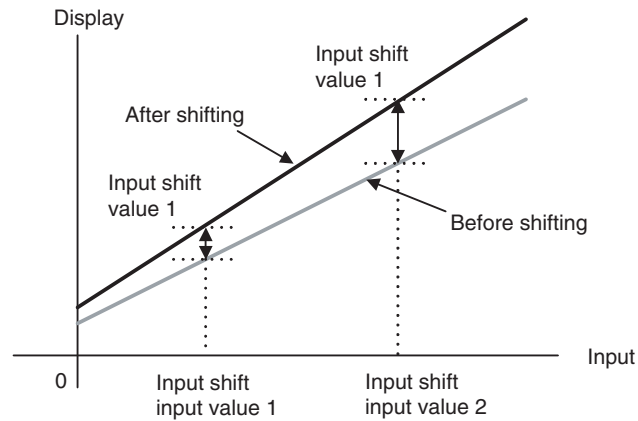 Display
Input shift
value 1
After shifting
Input shift
value 1
Before shifting
Input
0
Input shift
input value 1
Input shift
input value 2